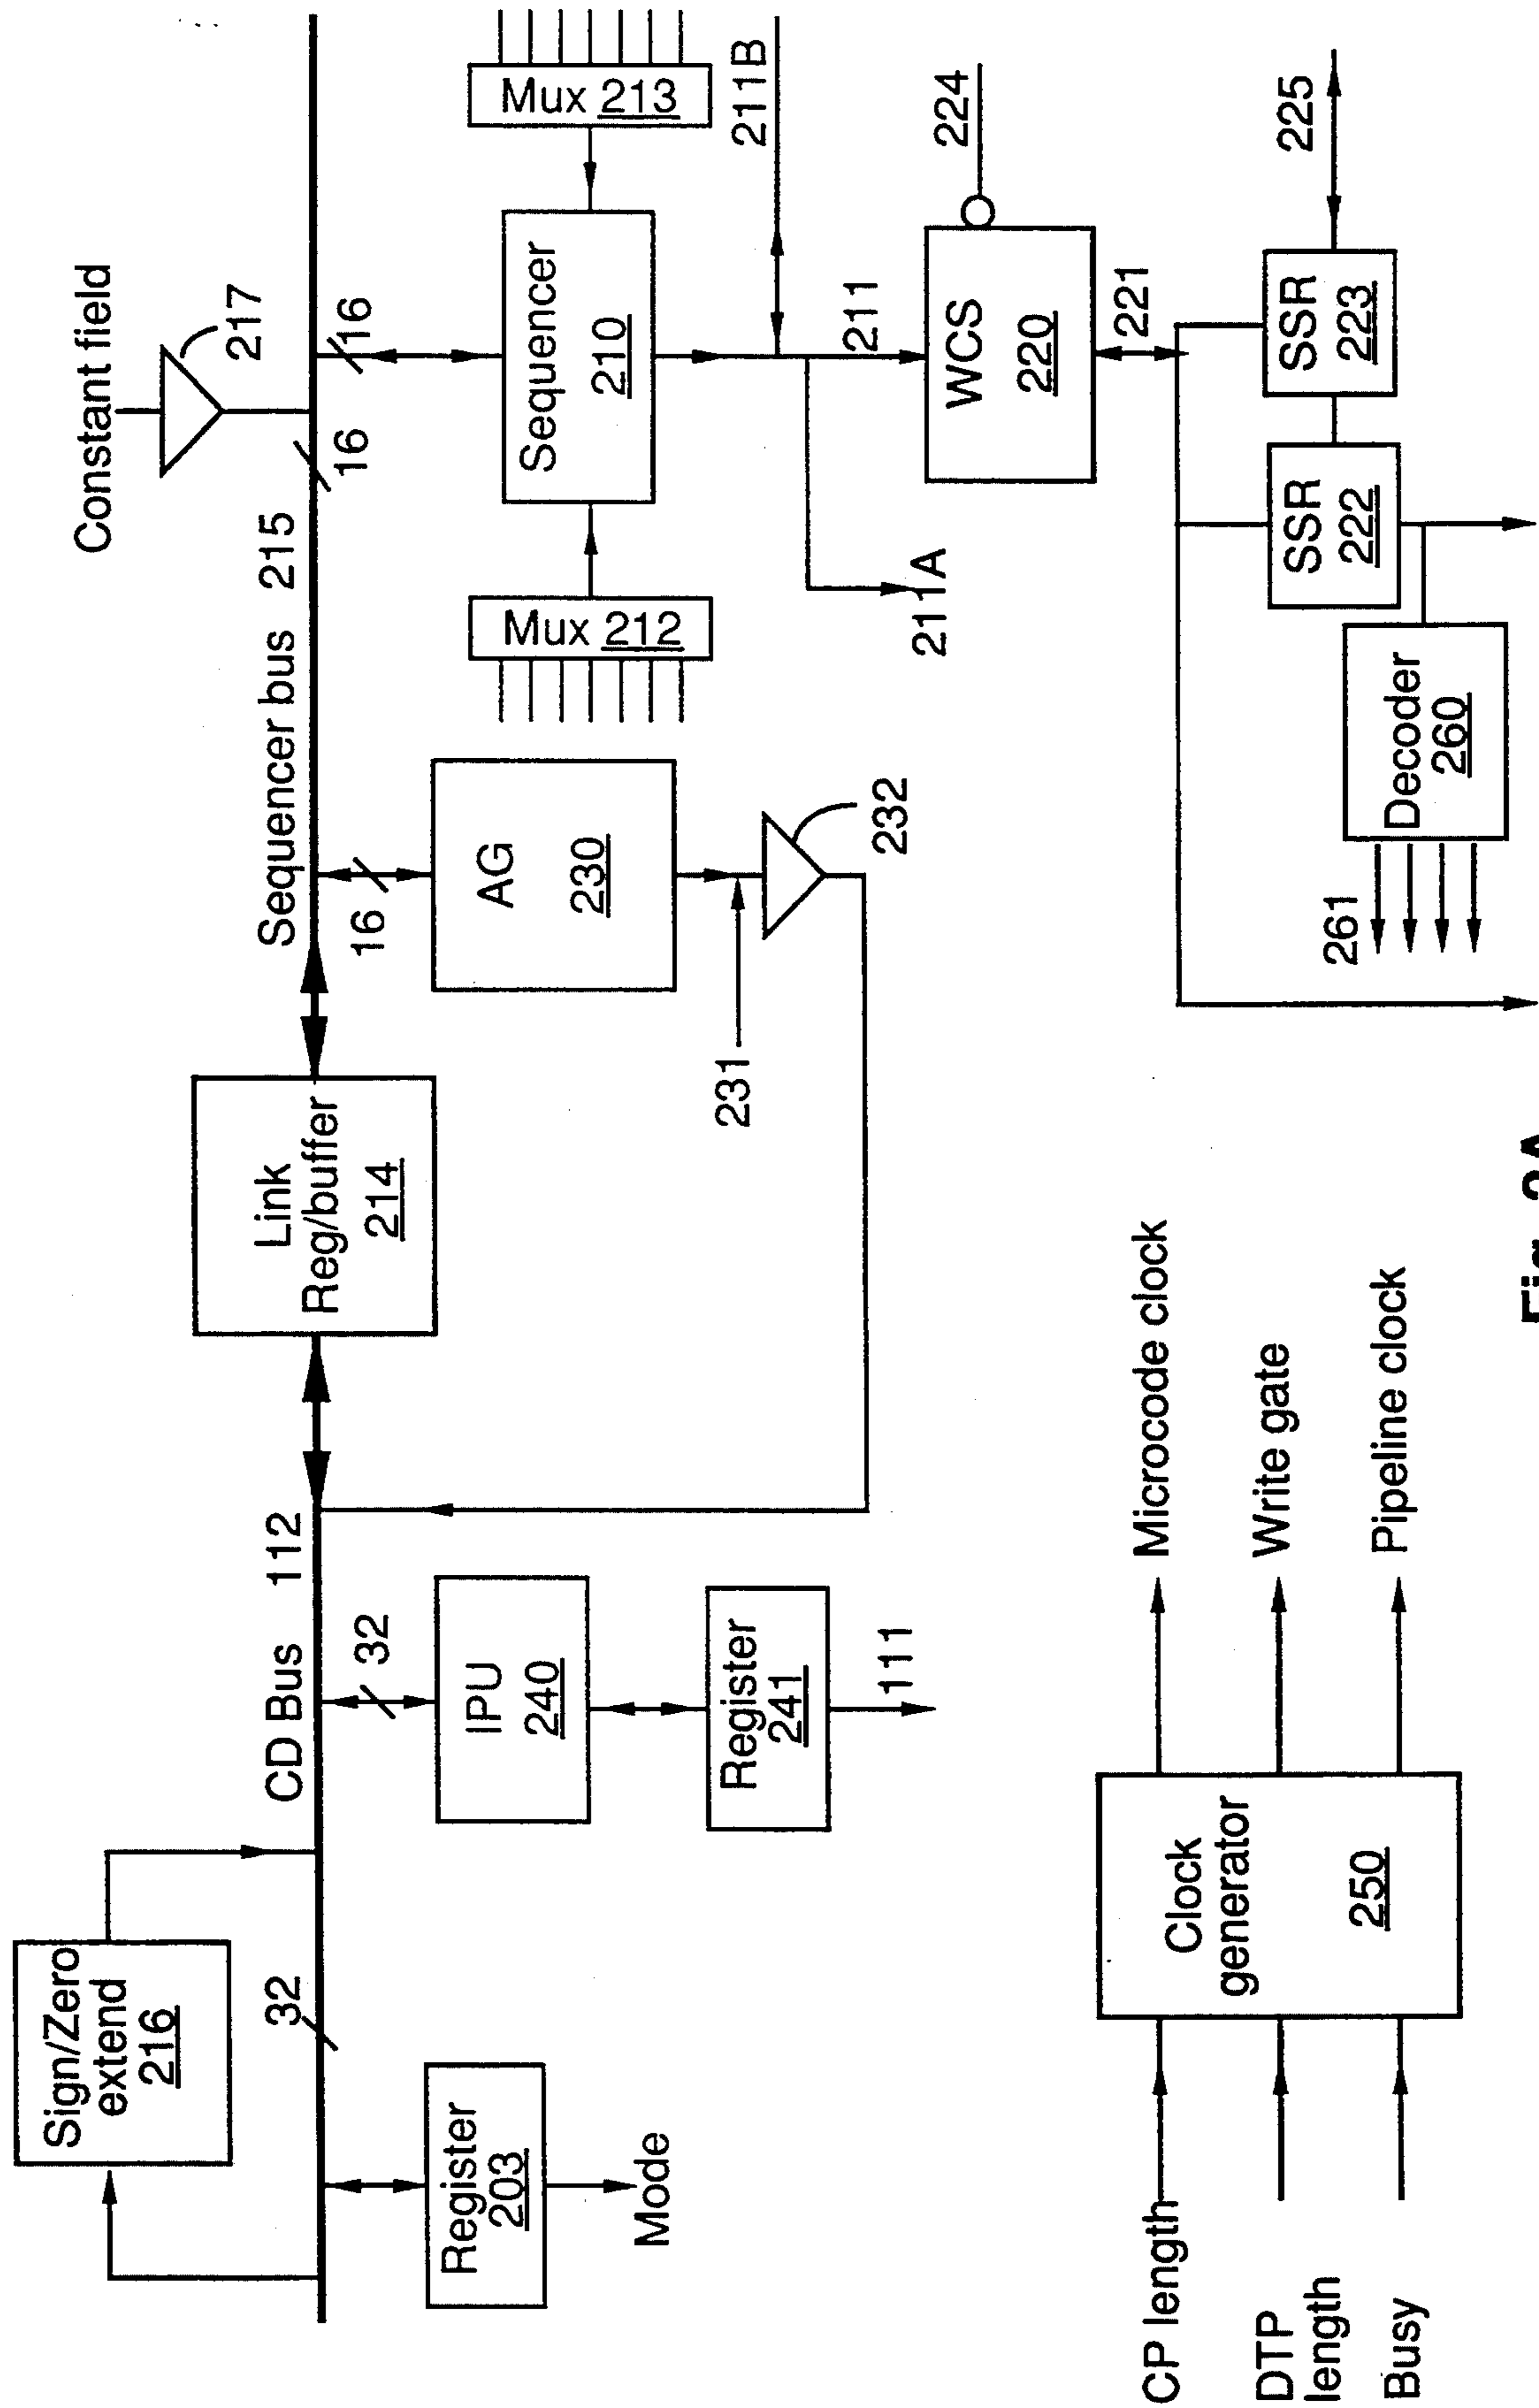 Sign/Zero
extend
216
32
CD Bus 112
Register
203
Mode
32
IPU
240
Register
241
111
Link
Reg/buffer
214
Sequencer bus 215
16
AG
230
231
232
Constant field
217
16
16
Mux 212
Sequencer
210
Mux 213
211A
211
211B
WCS
220
224
221
SSR
222
SSR
223
225
Decoder
260
261
CP length
DTP
length
Busy
Clock
generator
250
Microcode clock
Write gate
Pipeline clock